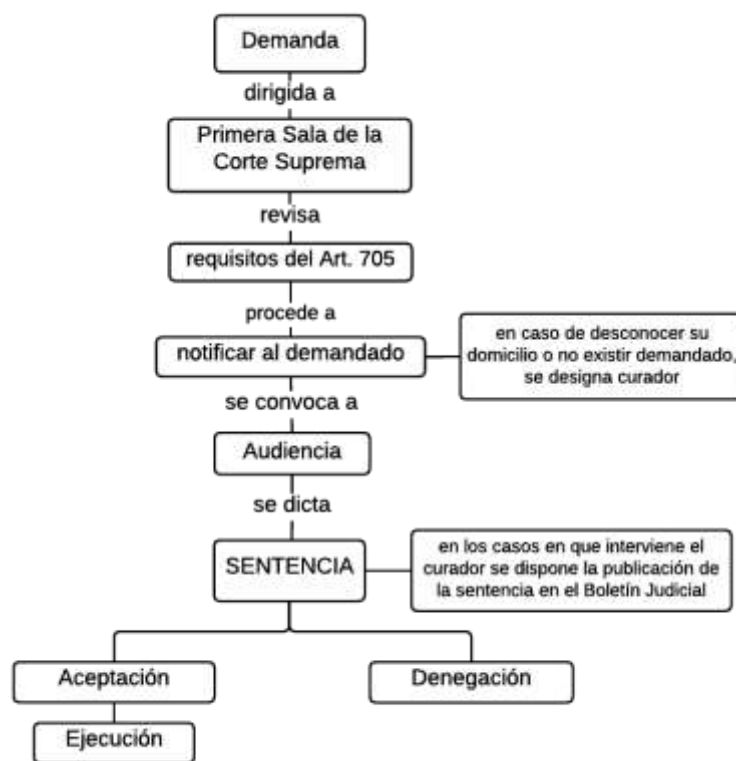 Demanda
dirigida a
Primera Sala de la
Corte Suprema
revisa
requisitos del Art. 705
procede a
notificar al demandado
en caso de desconocer su
domicilio o no existir demandado,
se designa curador
se convoca a
Audiencia
se dicta
SENTENCIA
en los casos en que interviene el
curador se dispone la publicación de
la sentencia en el Boletín Judicial
Aceptación
Denegación
Ejecución